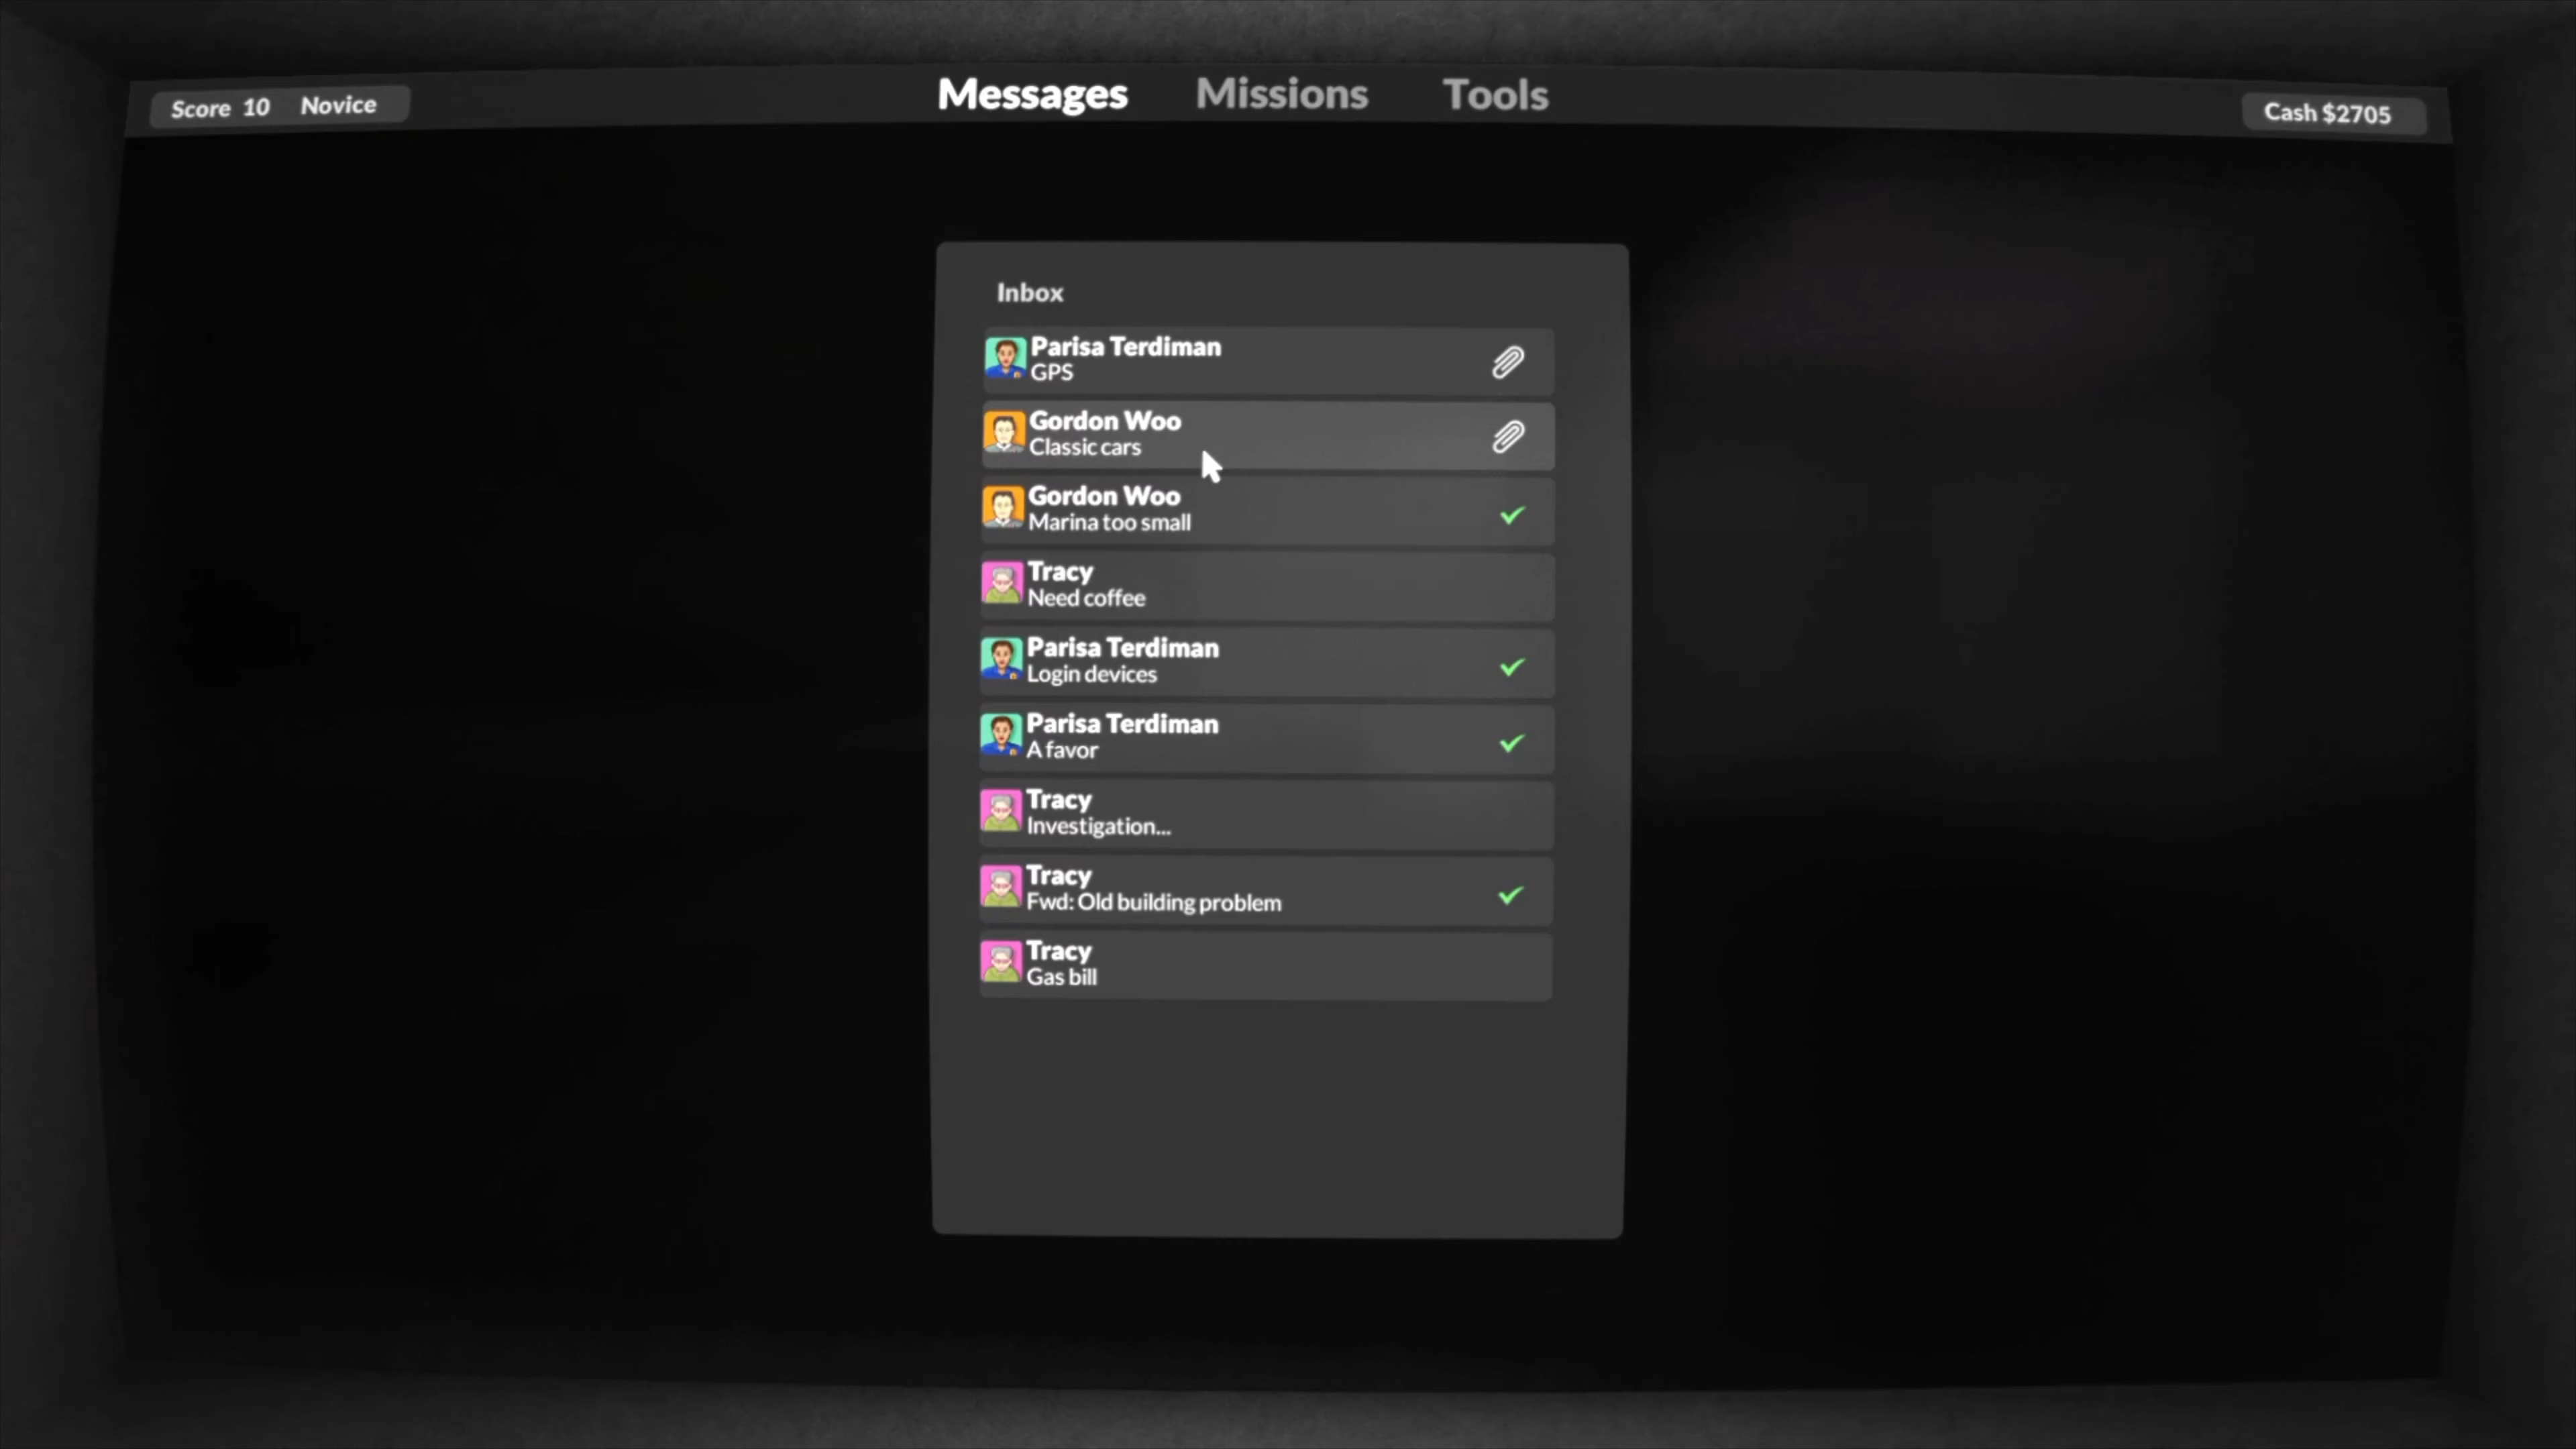 Score 10 Novice
Messages
Missions
Tools
Cash $2705
Inbox
Parisa Terdiman
GPS
Gordon Woo
Classic cars
Gordon Woo
Marina too small
Tracy
Need coffee
Parisa Terdiman
Login devices
Parisa Terdiman
A favor
Tracy
Investigation...
Tracy
Fwd: Old building problem
Tracy
Gas bill